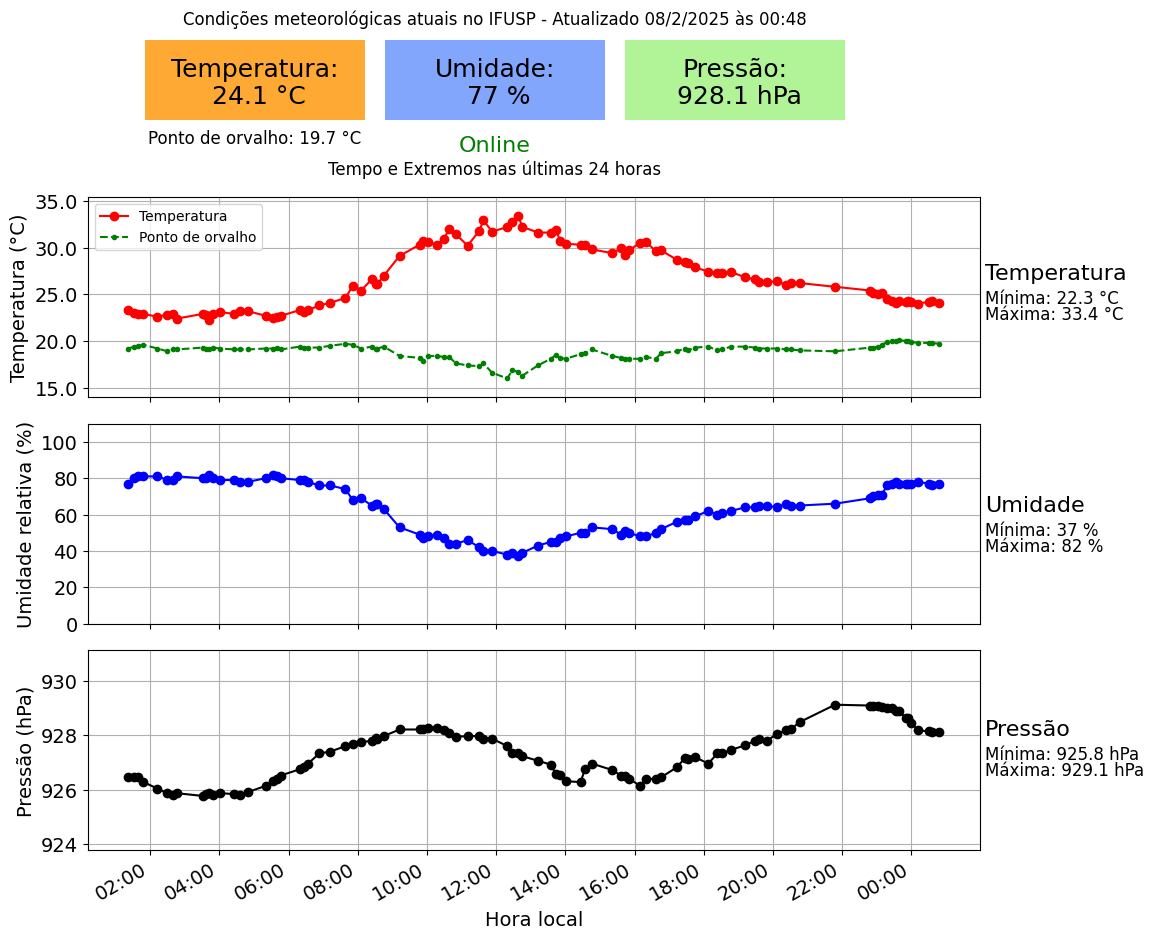 Condições meteorológicas atuais no IFUSP - Atualizado 08/2/2025 às 00:48
Temperatura:
24.1 °C
Umidade:
77 %
Pressão:
928.1 hPa
Ponto de orvalho: 19.7 °C
Online
Tempo e Extremos nas últimas 24 horas
Temperatura (°C)
35.0
30.0
25.0
20.0
15.0
Temperatura
Ponto de orvalho
Temperatura
Mínima: 22.3 °C
Máxima: 33.4 °C
Umidade relativa (%)
100
80
60
40
20
0
Umidade
Mínima: 37 %
Máxima: 82 %
Pressão (hPa)
930
928
926
924
Pressão
Mínima: 925.8 hPa
Máxima: 929.1 hPa
02:00
04:00
06:00
08:00
10:00
12:00
14:00
16:00
18:00
20:00
22:00
00:00
Hora local